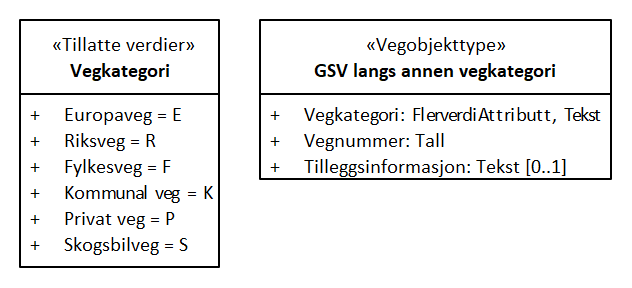 «Tillatte verdier»
Vegkategori
+ Europaveg = E
+ Riksveg = R
+ Fylkesveg = F
+ Kommunal veg = K
+ Privat veg = P
+ Skogsbilveg = S
«Vegobjekttype»
GSV langs annen vegkategori
+ Vegkategori: FlerverdiAttributt, Tekst
+ Vegnummer: Tall
+ Tilleggsinformasjon: Tekst [0..1]